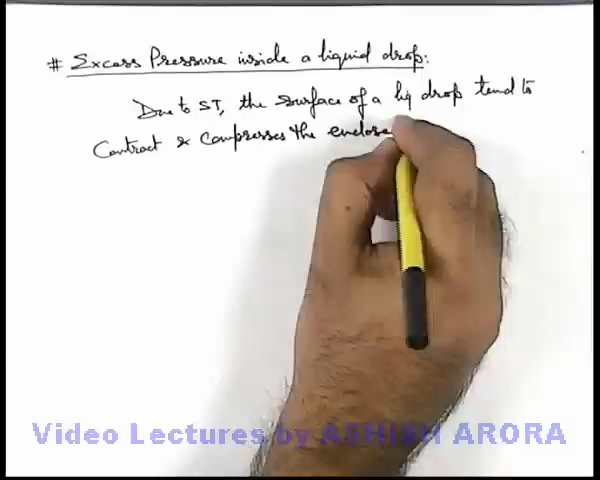 # Excess Pressure inside a liquid drop:
Due to ST, the surface of a liq drop tend to
Contract & Compresses the enclose
Video Lectures by ASHISH ARORA